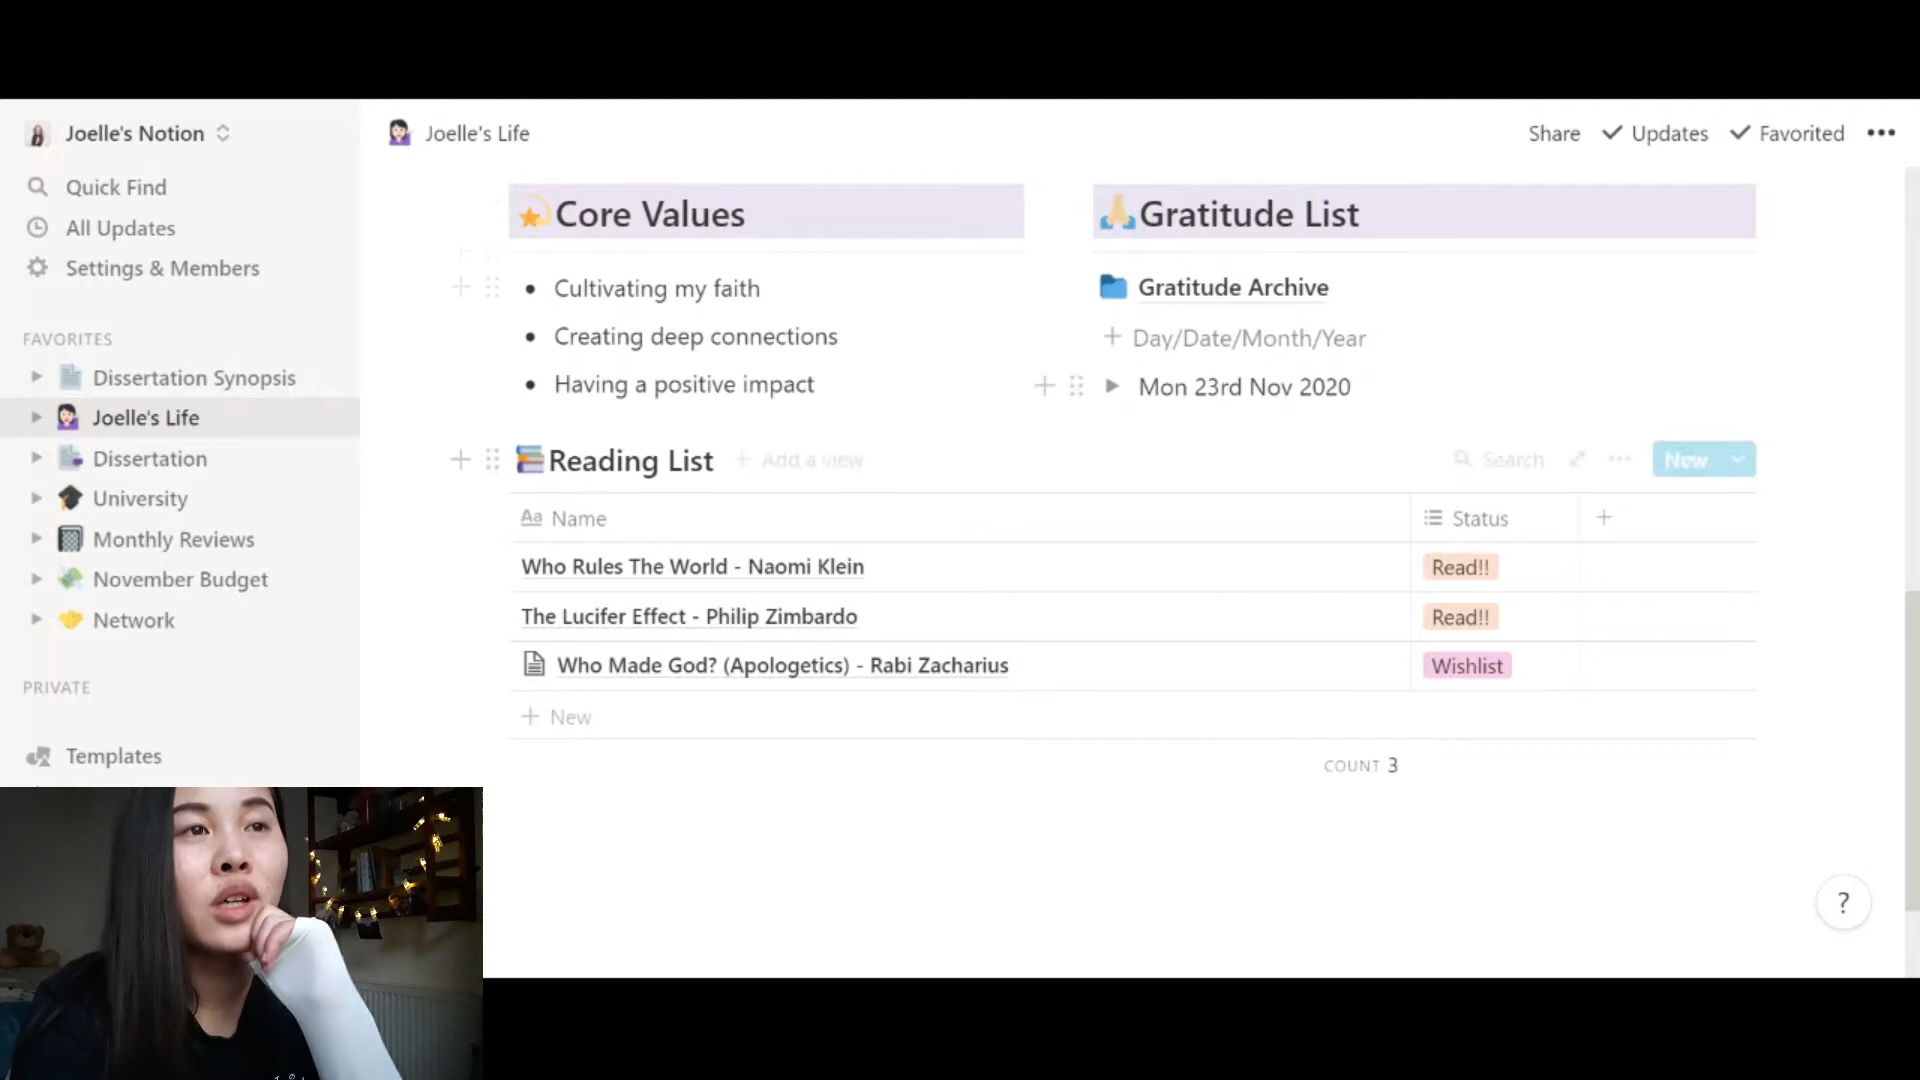 Joelle's Notion
Quick Find
All Updates
Settings & Members
FAVORITES
Dissertation Synopsis
Joelle's Life
Dissertation
University
Monthly Reviews
November Budget
Network
PRIVATE
Templates
Joelle's Life
Share
Updates
Favorited
Core Values
Cultivating my faith
Creating deep connections
Having a positive impact
Gratitude List
Gratitude Archive
Day/Date/Month/Year
Mon 23rd Nov 2020
Reading List
Add a view
Search
New
Aa Name
Status
Who Rules The World - Naomi Klein
Read!!
The Lucifer Effect - Philip Zimbardo
Read!!
Who Made God? (Apologetics) - Rabi Zacharius
Wishlist
New
COUNT 3
?